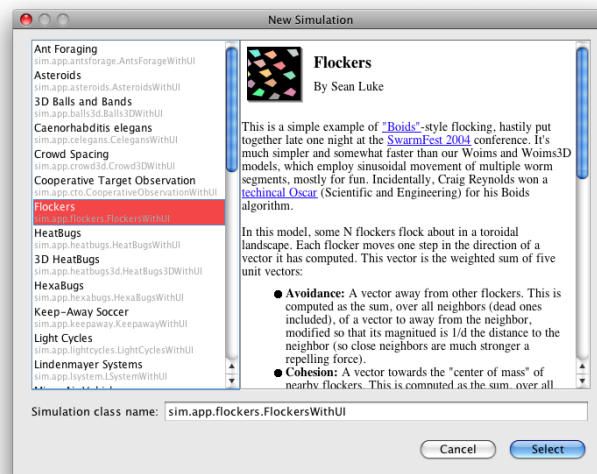 New Simulation
Ant Foraging
sim.app.antsforage.AntsForageWithUI
Asteroids
sim.app.asteroids.AsteroidsWithUI
3D Balls and Bands
sim.app.balls3d.Balls3DWithUI
Caenorhabditis elegans
sim.app.celegans.CelegansWithUI
Crowd Spacing
sim.app.crowd3d.Crowd3DWithUI
Cooperative Target Observation
sim.app.cto.CooperativeObservationWithUI
Flockers
sim.app.flockers.FlockersWithUI
HeatBugs
sim.app.heatbugs.HeatBugsWithUI
3D HeatBugs
sim.app.heatbugs3d.HeatBugs3DWithUI
HexaBugs
sim.app.hexabugs.HexaBugsWithUI
Keep-Away Soccer
sim.app.keepaway.KeepawayWithUI
Light Cycles
sim.app.lightcycles.LightCyclesWithUI
Lindenmayer Systems
sim.app.lsystem.LSystemWithUI
Flockers
By Sean Luke
This is a simple example of "Boids"-style flocking, hastily put
together late one night at the SwarmFest 2004 conference. It's
much simpler and somewhat faster than our Woims and Woims3D
models, which employ sinusoidal movement of multiple worm
segments, mostly for fun. Incidentally, Craig Reynolds won a
techincal Oscar (Scientific and Engineering) for his Boids
algorithm.
In this model, some N flockers flock about in a toroidal
landscape. Each flocker moves one step in the direction of a
vector it has computed. This vector is the weighted sum of five
unit vectors:
● Avoidance: A vector away from other flockers. This is
computed as the sum, over all neighbors (dead ones
included), of a vector to away from the neighbor,
modified so that its magnitued is 1/d the distance to the
neighbor (so close neighbors are much stronger a
repelling force).
● Cohesion: A vector towards the "center of mass" of
nearby flockers. This is computed as the sum, over all
Simulation class name: sim.app.flockers.FlockersWithUI
Cancel
Select